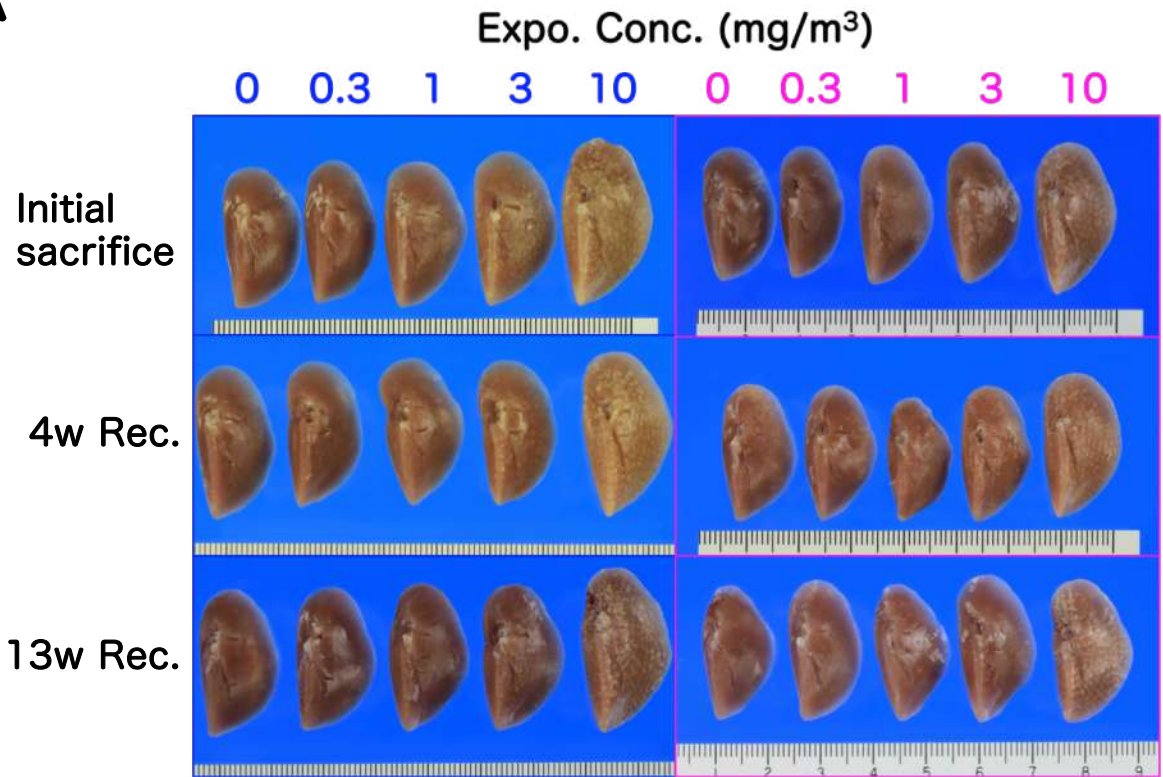 Expo. Conc. (mg/m³)
0 0.3 1 3 10 0 0.3 1 3 10
Initial
sacrifice
4w Rec.
13w Rec.
2 3 4 5 6 7 8 9